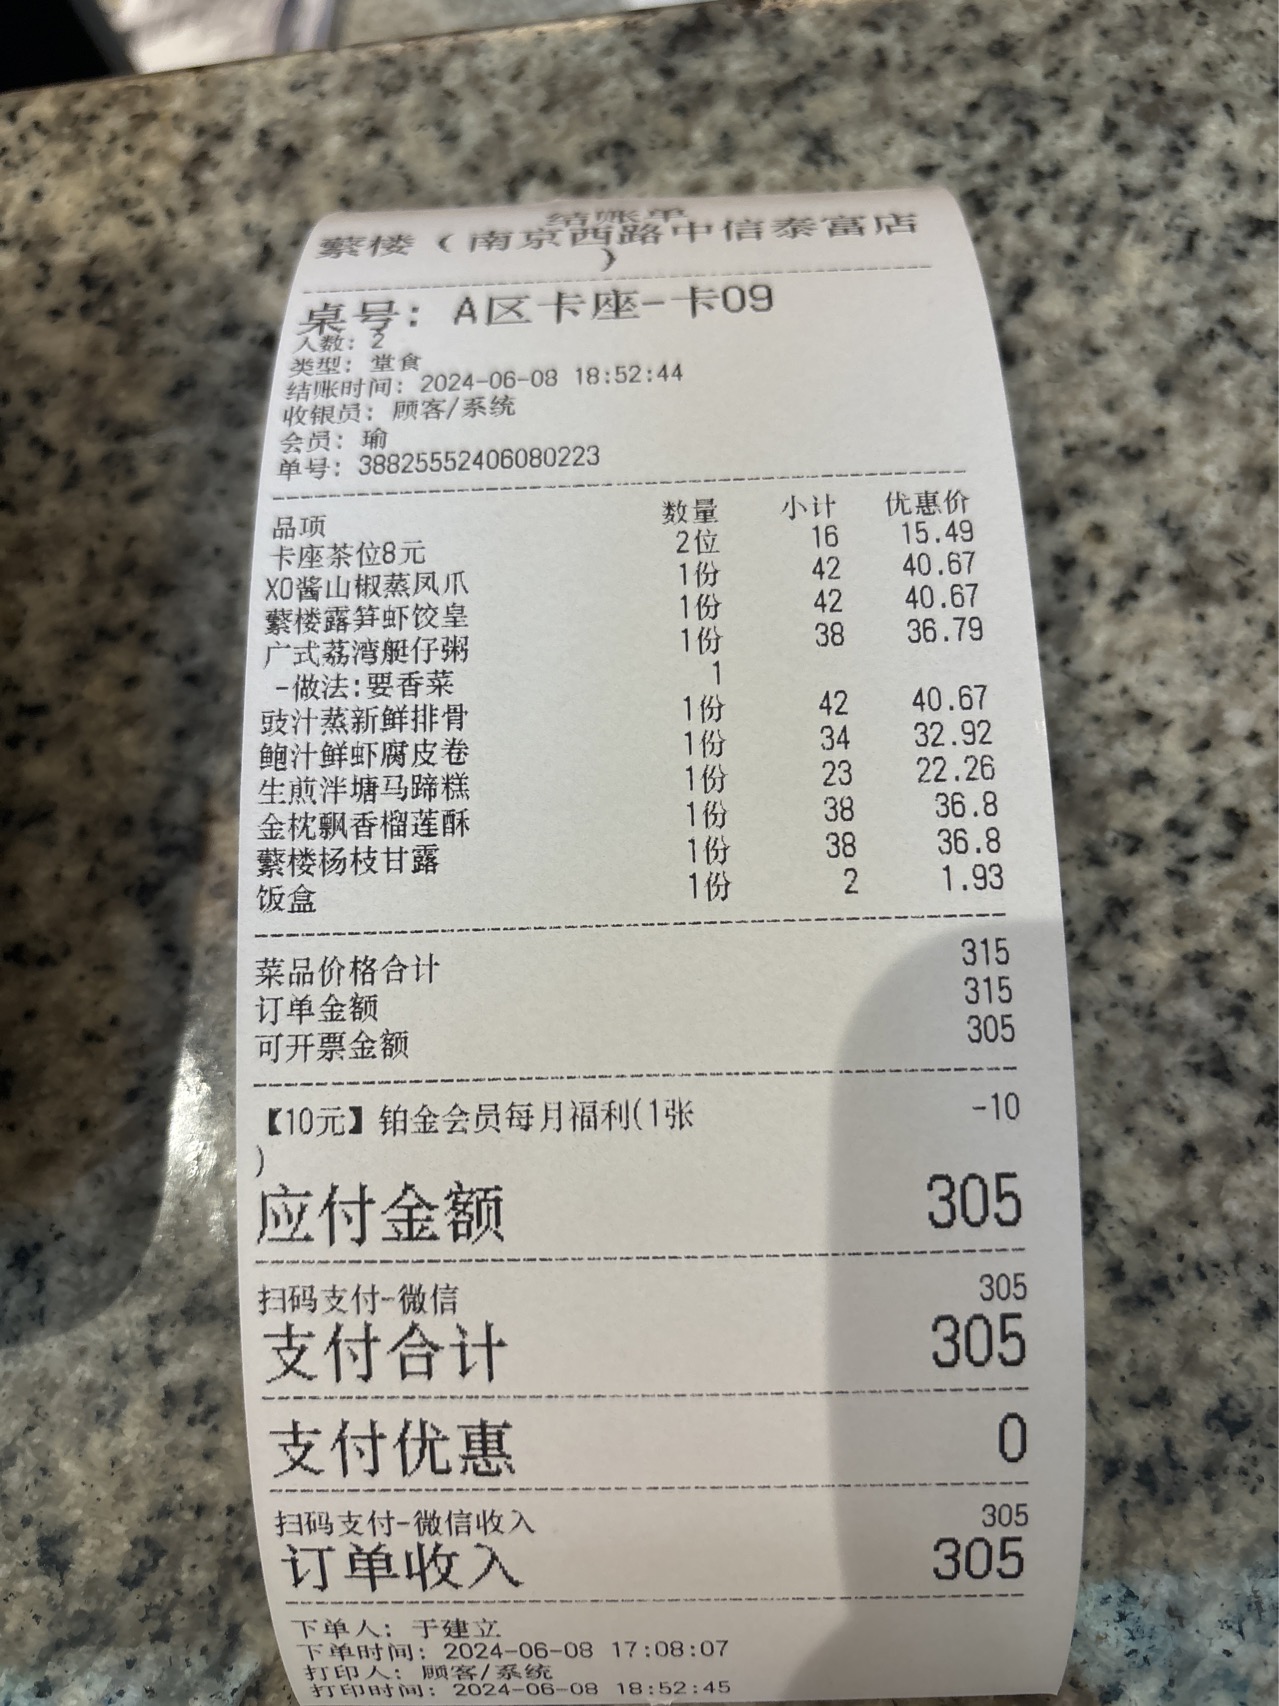 结账单
蘩楼（南京西路中信泰富店
）
桌号：A区卡座-卡09
人数：2
类型：堂食
结账时间：2024-06-08 18:52:44
收银员：顾客/系统
会员：瑜
单号：38825552406080223
品项 数量 小计 优惠价
卡座茶位8元 2位 16 15.49
XO酱山椒蒸凤爪 1份 42 40.67
蘩楼露笋虾饺皇 1份 42 40.67
广式荔湾艇仔粥 1份 38 36.79
-做法:要香菜 1
豉汁蒸新鲜排骨 1份 42 40.67
鲍汁鲜虾腐皮卷 1份 34 32.92
生煎泮塘马蹄糕 1份 23 22.26
金枕飘香榴莲酥 1份 38 36.8
蘩楼杨枝甘露 1份 38 36.8
饭盒 1份 2 1.93
菜品价格合计 315
订单金额 315
可开票金额 305
【10元】铂金会员每月福利(1张 -10
)
应付金额 305
扫码支付-微信 305
支付合计 305
支付优惠 0
扫码支付-微信收入 305
订单收入 305
下单人：于建立
下单时间：2024-06-08 17:08:07
打印人：顾客/系统
打印时间：2024-06-08 18:52:45